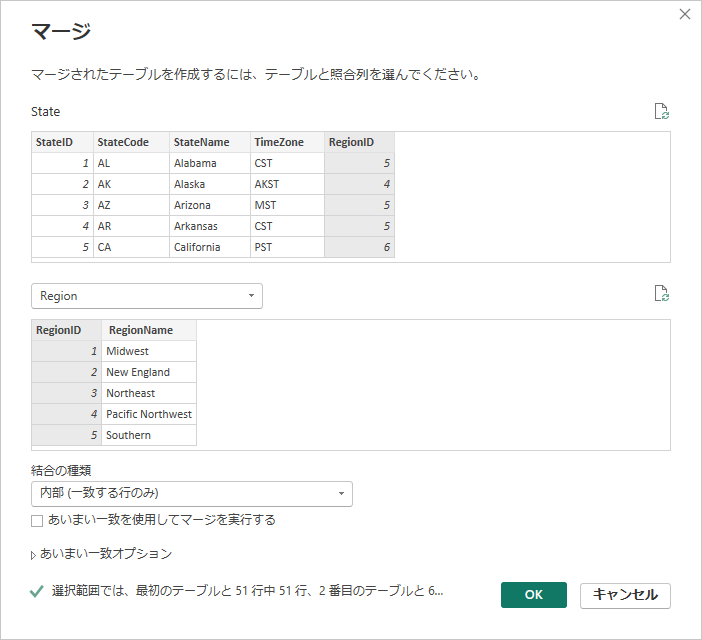 マージ
マージされたテーブルを作成するには、テーブルと照合列を選んでください。
State
StateID StateCode StateName TimeZone RegionID
1 AL Alabama CST 5
2 AK Alaska AKST 4
3 AZ Arizona MST 5
4 AR Arkansas CST 5
5 CA California PST 6
Region
RegionID RegionName
1 Midwest
2 New England
3 Northeast
4 Pacific Northwest
5 Southern
結合の種類
内部 (一致する行のみ)
あいまい一致を使用してマージを実行する
あいまい一致オプション
選択範囲では、最初のテーブルと 51 行中 51 行、2 番目のテーブルと 6...
OK キャンセル